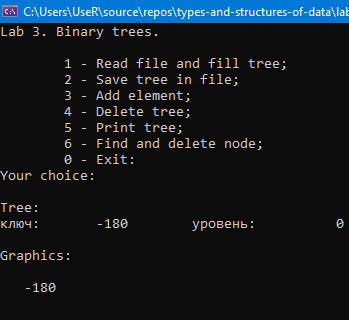 C:\Users\UseR\source\repos\types-and-structures-of-data\lab
Lab 3. Binary trees.
1 - Read file and fill tree;
2 - Save tree in file;
3 - Add element;
4 - Delete tree;
5 - Print tree;
6 - Find and delete node;
0 - Exit:
Your choice:
Tree:
ключ: -180 уровень: 0
Graphics:
-180